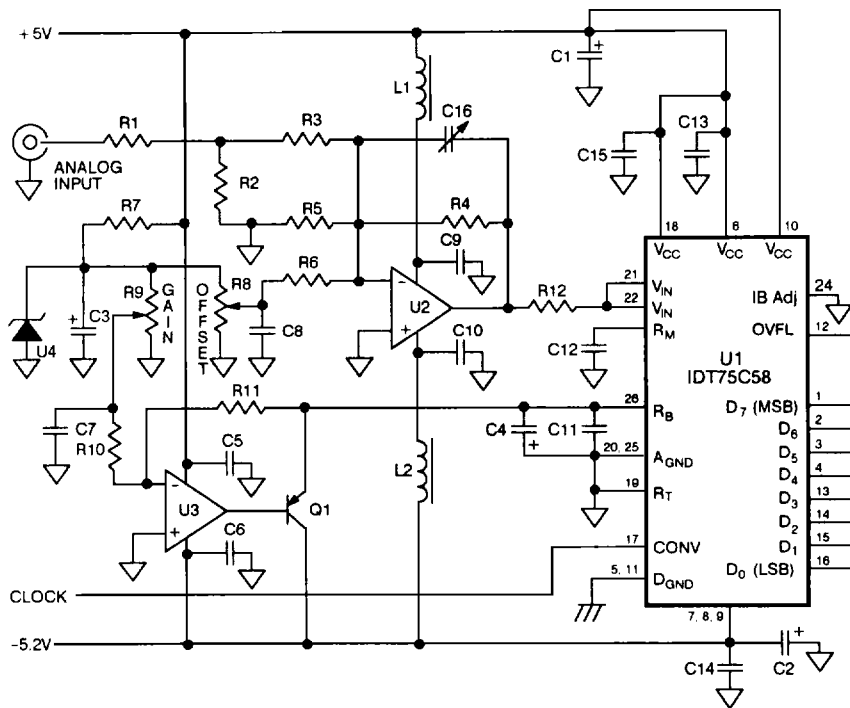 +5V
C1
+
L1
C16
R1
R3
C15
C13
ANALOG
INPUT
R2
R7
R5
R4
18
6
10
VCC
VCC
VCC
C9
R6
R8
OFFSET
R9
GAIN
+
C3
U4
C8
−
+
U2
C10
R12
21
VIN
22
VIN
RM
C12
IB Adj
24
OVFL
12
U1
IDT75C58
R11
C7
R10
C4
+
C11
26
RB
20, 25
AGND
19
RT
D7 (MSB)
1
D6
2
D5
3
D4
4
D3
13
D2
14
D1
15
D0 (LSB)
16
C5
−
+
U3
C6
Q1
L2
17
CONV
5, 11
DGND
CLOCK
7, 8, 9
−5.2V
C14
C2
+